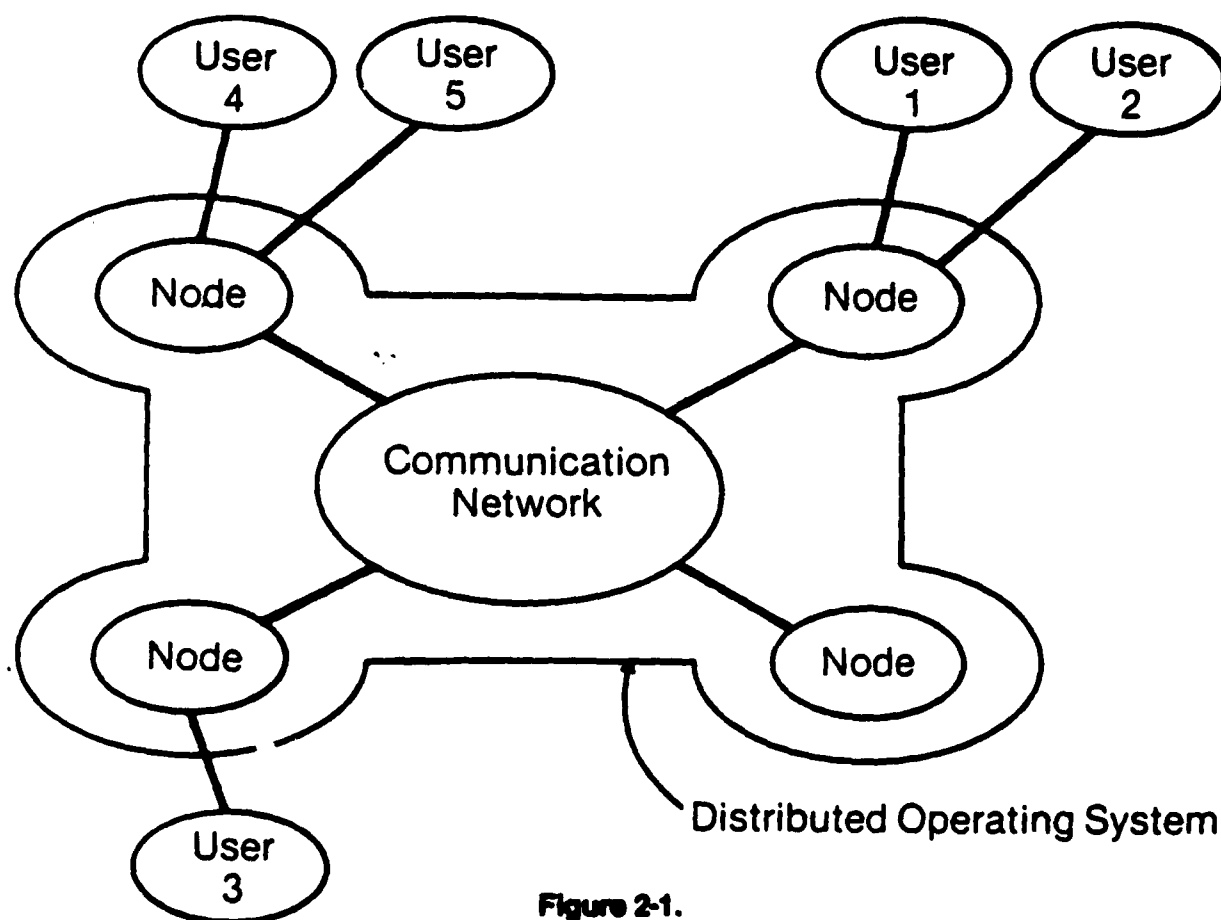 User
4
User
5
User
1
User
2
Node
Node
Communication
Network
Node
Node
Distributed Operating System
User
3
Figure 2-1.